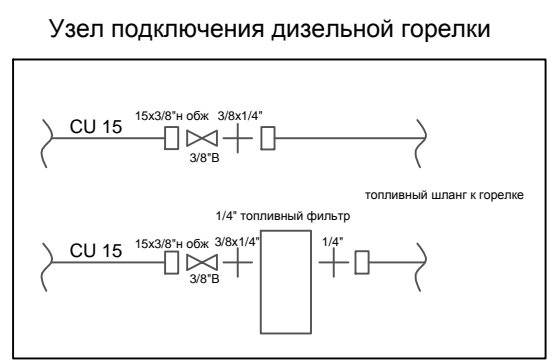 Узел подключения дизельной горелки
CU 15
15x3/8"н обж
3/8x1/4"
3/8"В
топливный шланг к горелке
1/4" топливный фильтр
CU 15
15x3/8"н обж
3/8x1/4"
1/4"
3/8"В